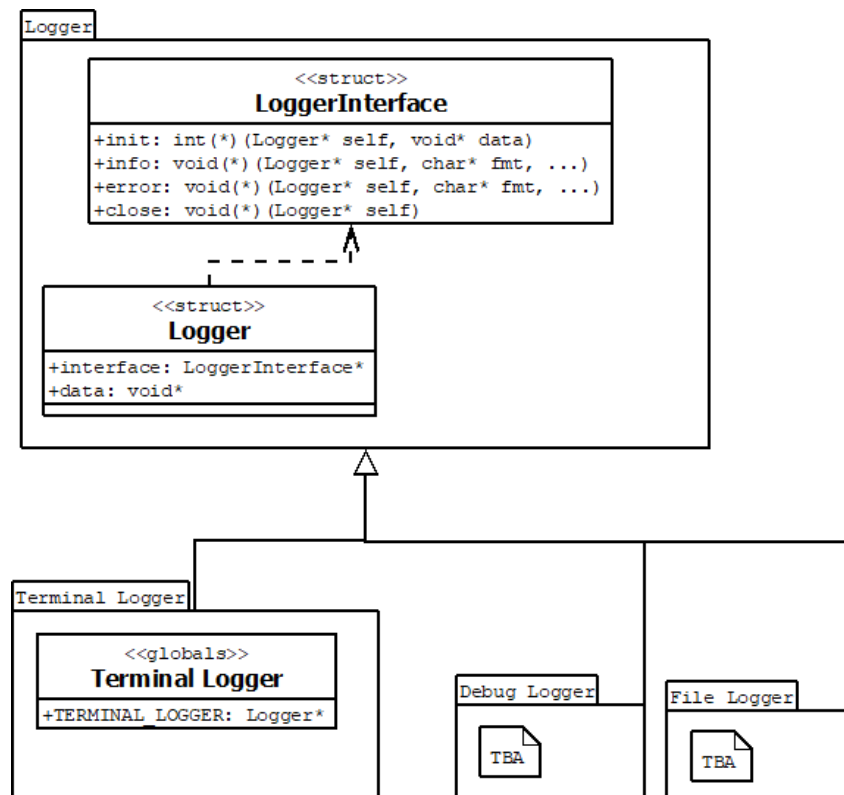 Logger
<<struct>>
LoggerInterface
+init: int(*)(Logger* self, void* data)
+info: void(*)(Logger* self, char* fmt, ...)
+error: void(*)(Logger* self, char* fmt, ...)
+close: void(*)(Logger* self)
<<struct>>
Logger
+interface: LoggerInterface*
+data: void*
Terminal Logger
<<globals>>
Terminal Logger
+TERMINAL_LOGGER: Logger*
Debug Logger
TBA
File Logger
TBA